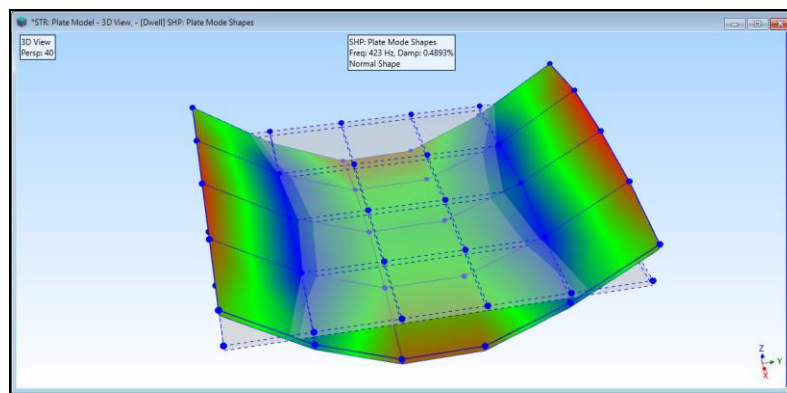 *STR: Plate Model - 3D View, - [Dwell] SHP: Plate Mode Shapes
3D View
Persp: 40
SHP: Plate Mode Shapes
Freq: 423 Hz, Damp: 0.4893%
Normal Shape
Z
Y
X